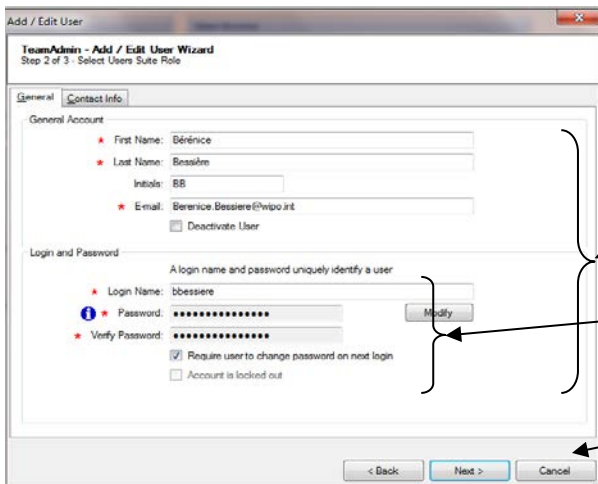 Add / Edit User
TeamAdmin - Add / Edit User Wizard
Step 2 of 3 - Select Users Suite Role
General Contact Info
General Account
* First Name: Bérénice
* Last Name: Bessière
Initials: BB
* E-mail: Berenice.Bessiere@wipo.int
Deactivate User
Login and Password
A login name and password uniquely identify a user
* Login Name: bbessiere
* Password: ••••••••••••••• Modify
* Verify Password: •••••••••••••••
Require user to change password on next login
Account is locked out
< Back Next > Cancel